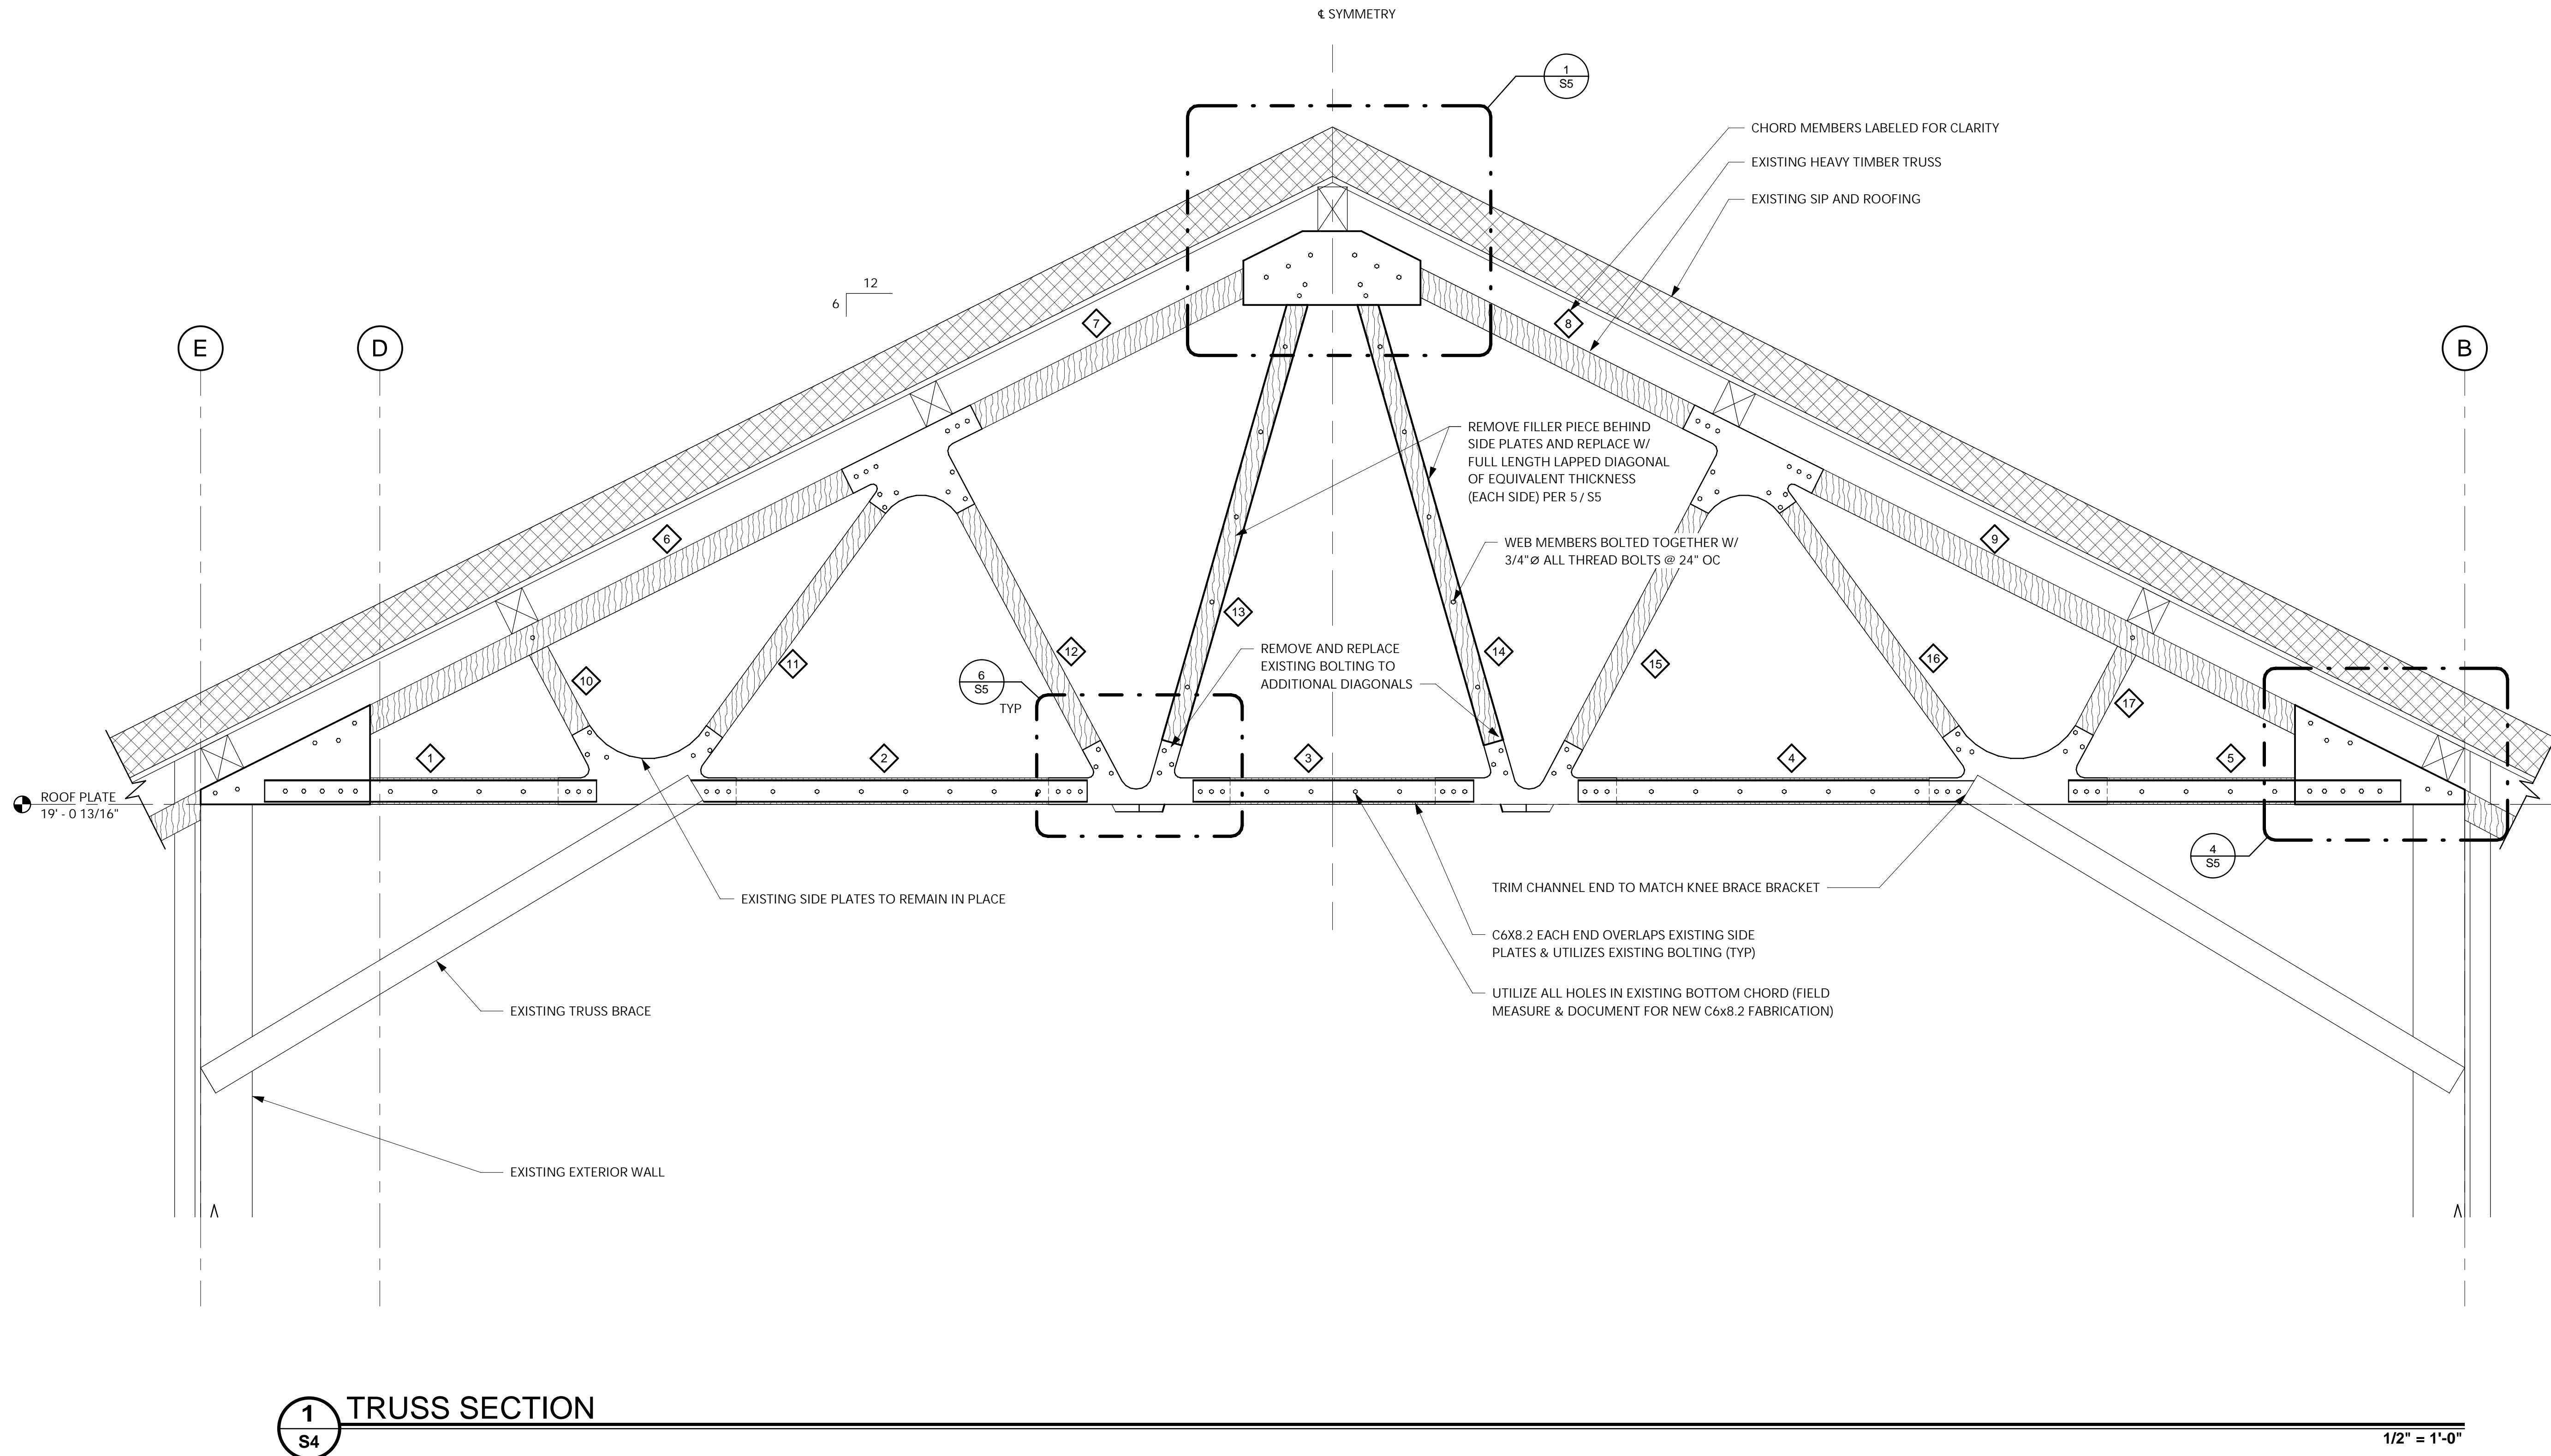 ℄ SYMMETRY
1
S5
CHORD MEMBERS LABELED FOR CLARITY
EXISTING HEAVY TIMBER TRUSS
EXISTING SIP AND ROOFING
12
6
7
8
E
D
B
REMOVE FILLER PIECE BEHIND
SIDE PLATES AND REPLACE W/
FULL LENGTH LAPPED DIAGONAL
OF EQUIVALENT THICKNESS
(EACH SIDE) PER 5 / S5
6
9
WEB MEMBERS BOLTED TOGETHER W/
3/4"Ø ALL THREAD BOLTS @ 24" OC
13
10
11
12
14
15
16
17
REMOVE AND REPLACE
EXISTING BOLTING TO
ADDITIONAL DIAGONALS
6
S5
TYP
1
2
3
4
5
ROOF PLATE
19' - 0 13/16"
4
S5
TRIM CHANNEL END TO MATCH KNEE BRACE BRACKET
EXISTING SIDE PLATES TO REMAIN IN PLACE
C6X8.2 EACH END OVERLAPS EXISTING SIDE
PLATES & UTILIZES EXISTING BOLTING (TYP)
UTILIZE ALL HOLES IN EXISTING BOTTOM CHORD (FIELD
MEASURE & DOCUMENT FOR NEW C6x8.2 FABRICATION)
EXISTING TRUSS BRACE
EXISTING EXTERIOR WALL
1
S4
TRUSS SECTION
1/2" = 1'-0"